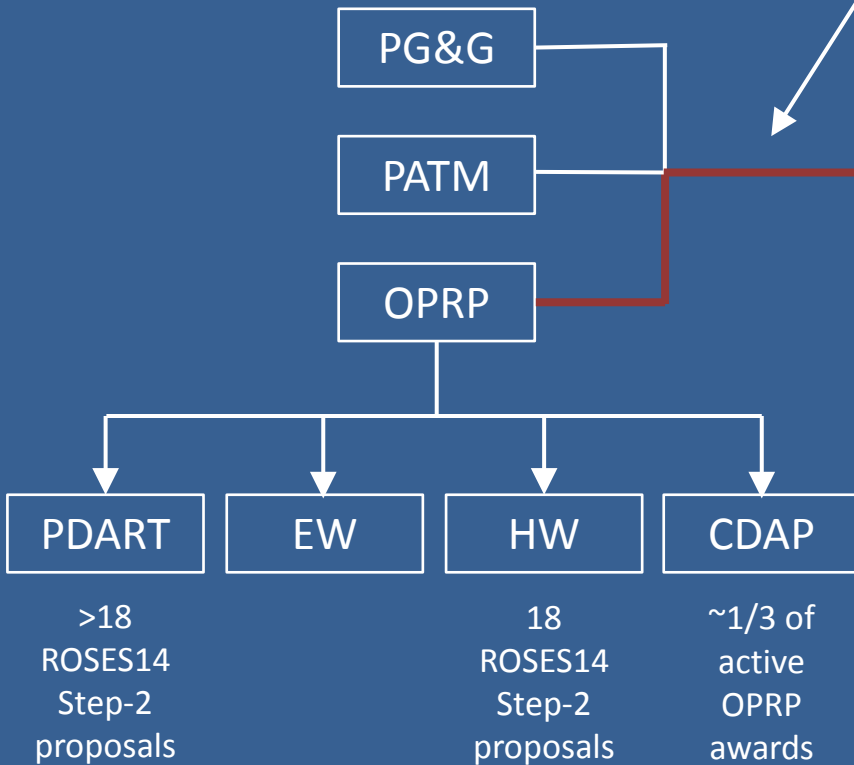 PG&G
PATM
OPRP
PDART
EW
HW
CDAP
>18
ROSES14
Step-2
proposals
18
ROSES14
Step-2
proposals
~1/3 of
active
OPRP
awards